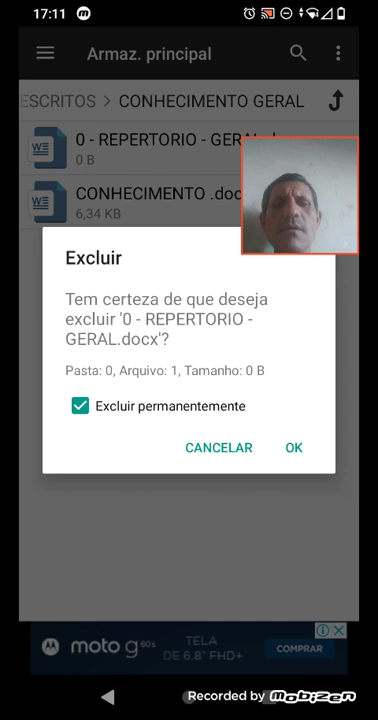 17:11
Armaz. principal
ESCRITOS > CONHECIMENTO GERAL
0 - REPERTORIO - GERAL.d
0 B
CONHECIMENTO .doc
6,34 KB
Excluir
Tem certeza de que deseja
excluir '0 - REPERTORIO -
GERAL.docx'?
Pasta: 0, Arquivo: 1, Tamanho: 0 B
Excluir permanentemente
CANCELAR OK
moto g 60s
TELA
DE 6.8" FHD+
COMPRAR
Recorded by mobizen